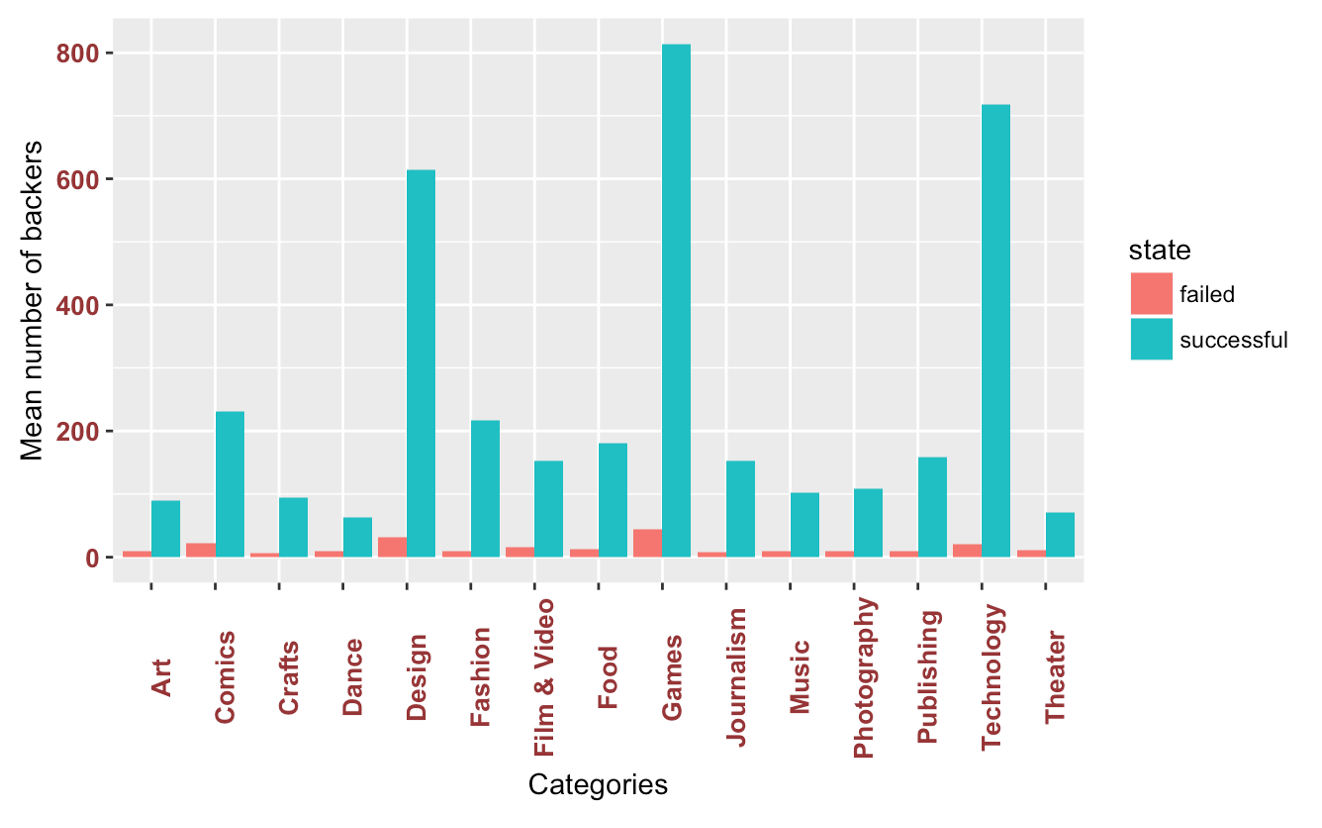 Mean number of backers
800
600
400
200
0
Art
Comics
Crafts
Dance
Design
Fashion
Film & Video
Food
Games
Journalism
Music
Photography
Publishing
Technology
Theater
Categories
state
failed
successful